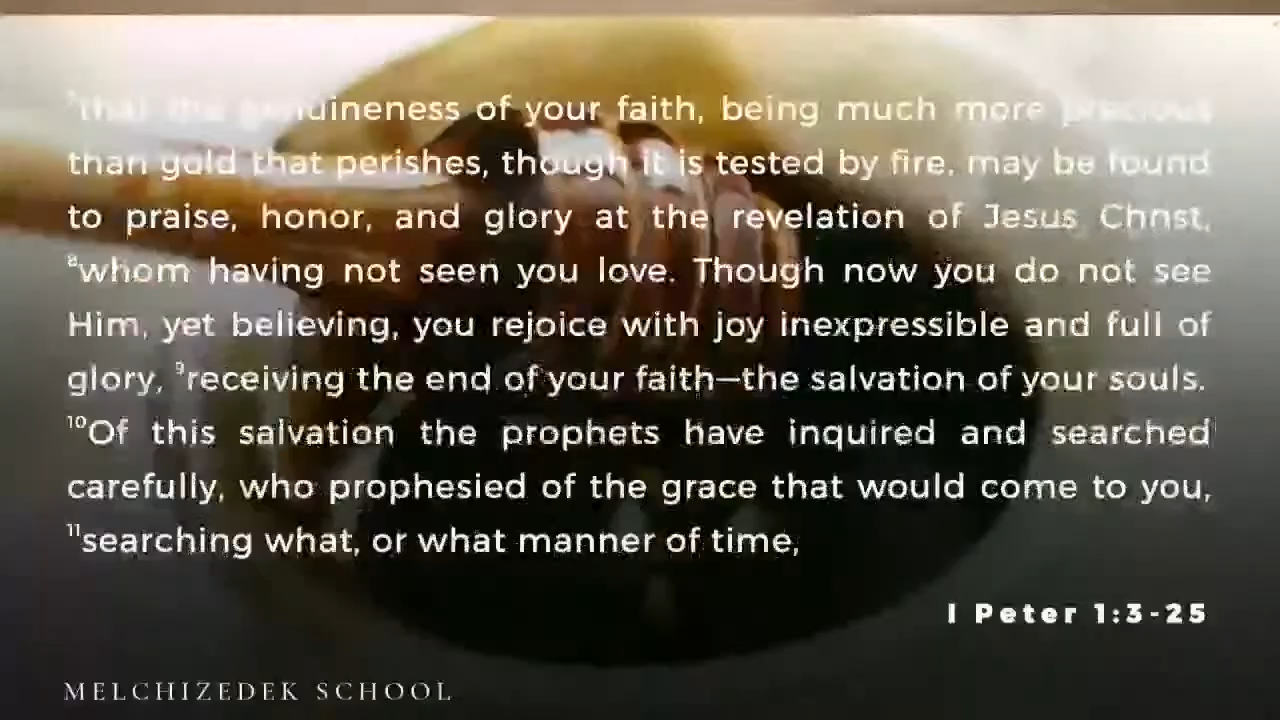 ⁷that the genuineness of your faith, being much more precious
than gold that perishes, though it is tested by fire, may be found
to praise, honor, and glory at the revelation of Jesus Christ,
⁸whom having not seen you love. Though now you do not see
Him, yet believing, you rejoice with joy inexpressible and full of
glory, ⁹receiving the end of your faith—the salvation of your souls.
¹⁰Of this salvation the prophets have inquired and searched
carefully, who prophesied of the grace that would come to you,
¹¹searching what, or what manner of time,
I Peter 1:3-25
MELCHIZEDEK SCHOOL